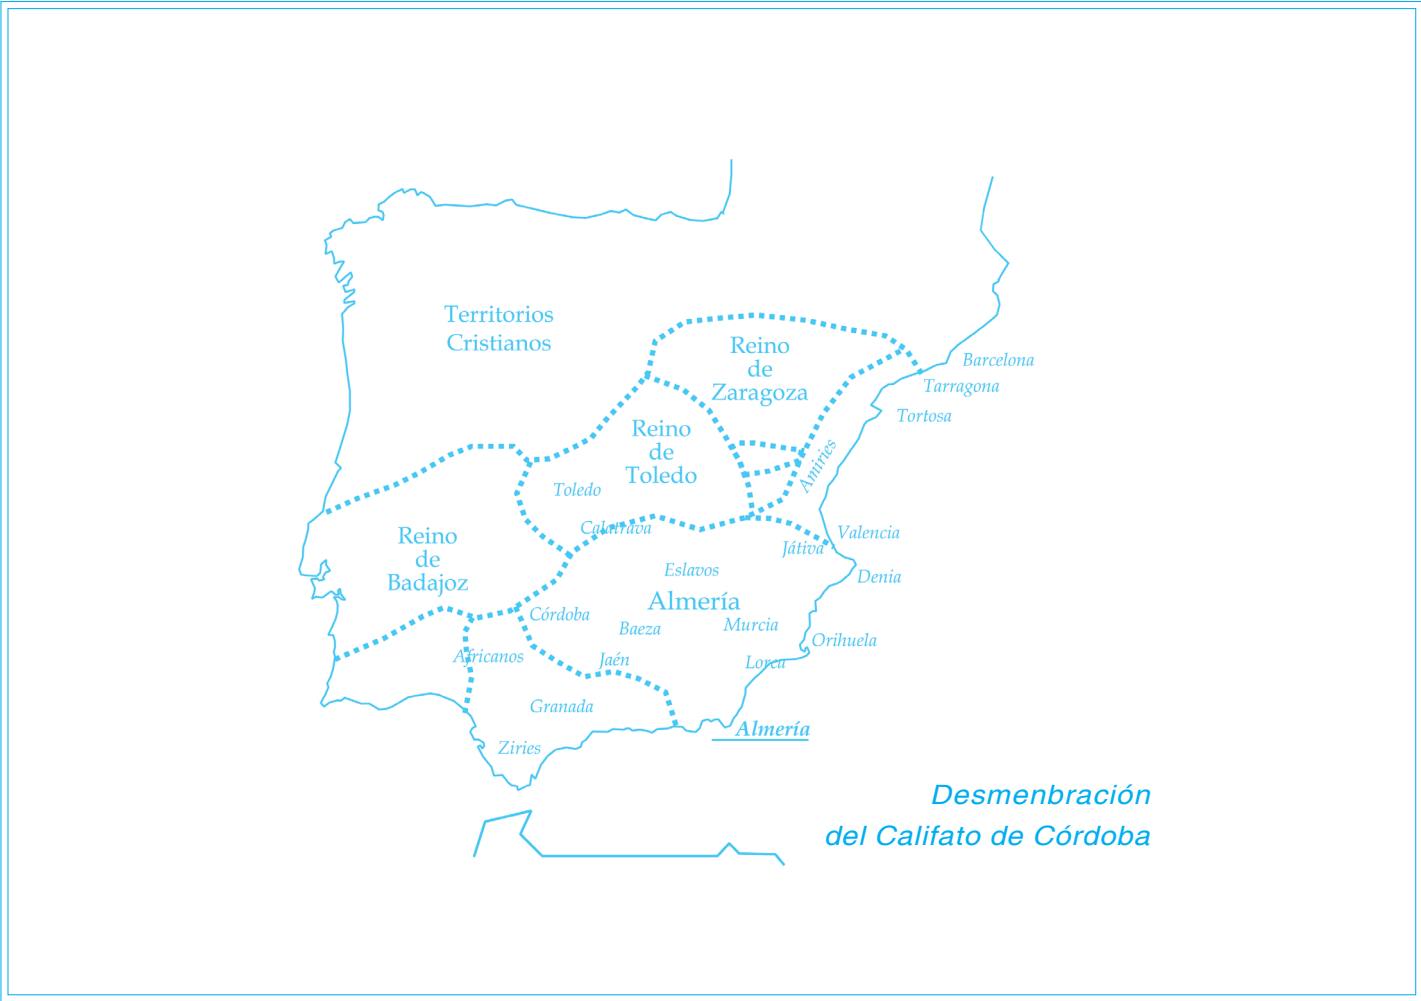 Territorios
Cristianos
Reino
de
Zaragoza
Barcelona
Tarragona
Tortosa
Reino
de
Toledo
Amiries
Toledo
Calatrava
Reino
de
Badajoz
Valencia
Játiva
Eslavos
Denia
Almería
Córdoba
Baeza
Murcia
Orihuela
Africanos
Jaén
Lorca
Granada
Almería
Ziries
Desmenbración
del Califato de Córdoba